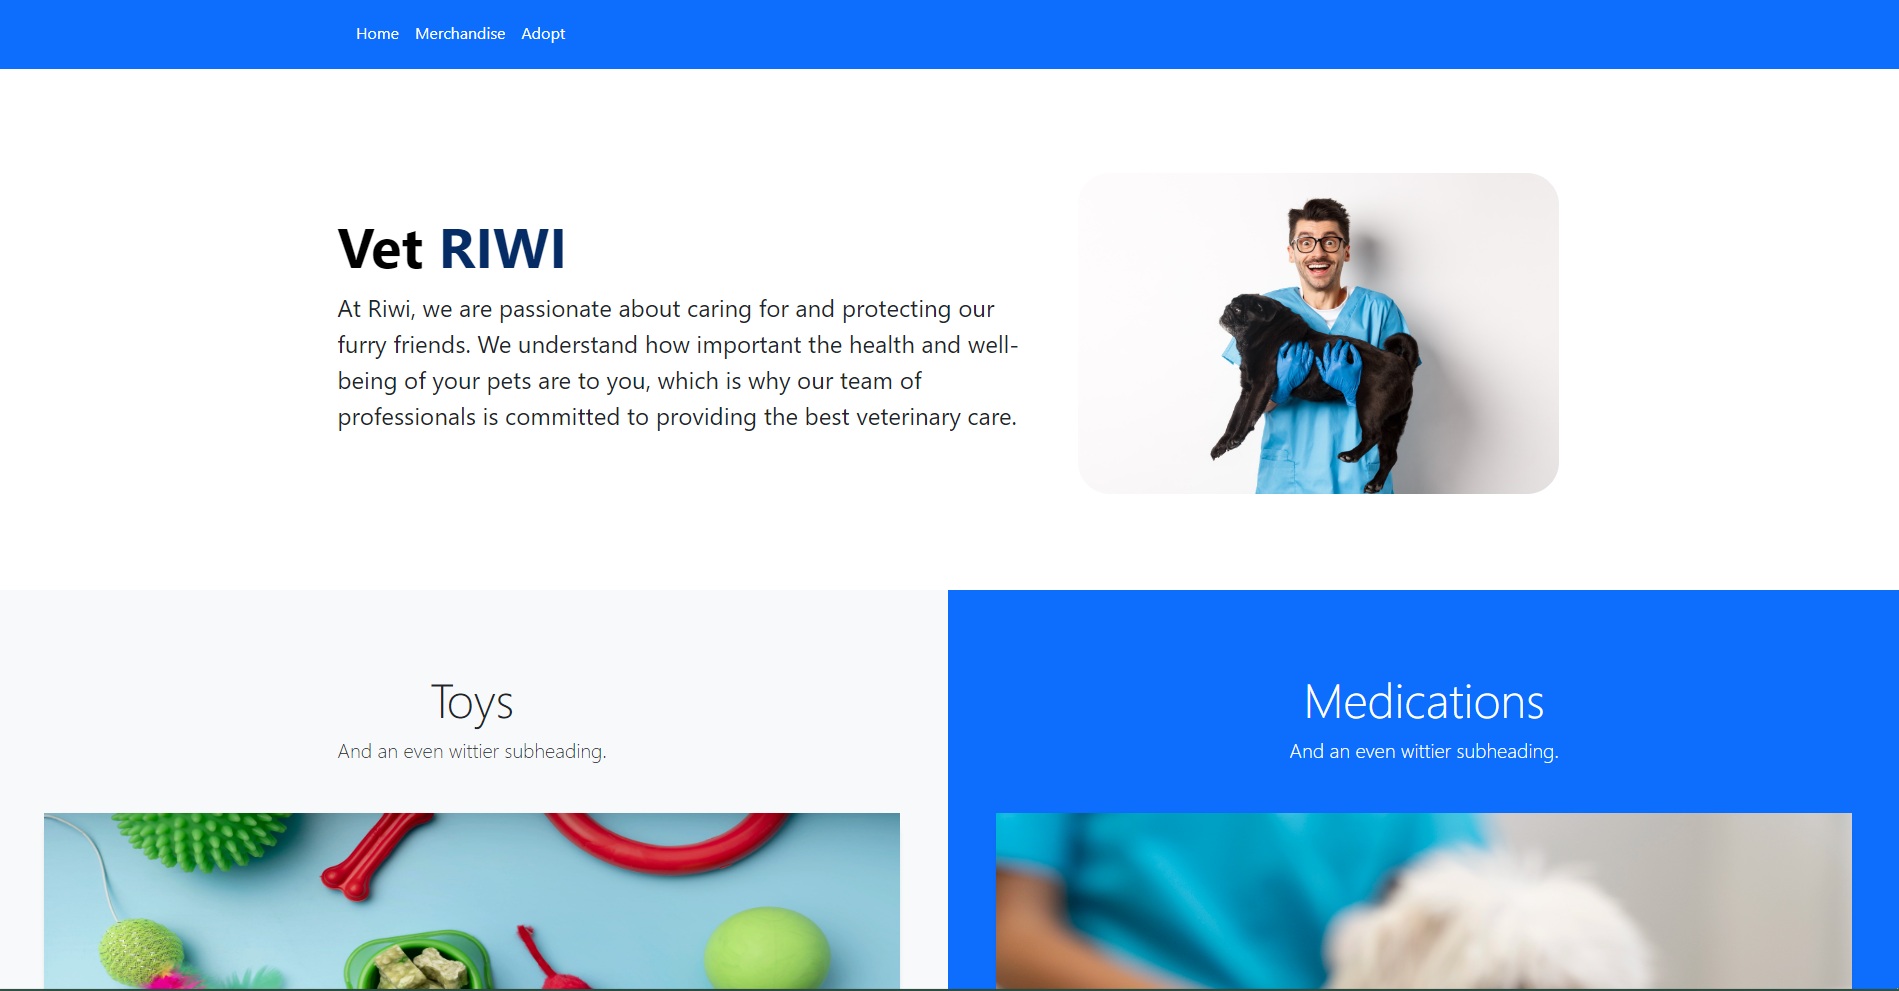 Home Merchandise Adopt
Vet RIWI
At Riwi, we are passionate about caring for and protecting our
furry friends. We understand how important the health and well-
being of your pets are to you, which is why our team of
professionals is committed to providing the best veterinary care.
Toys
And an even wittier subheading.
Medications
And an even wittier subheading.